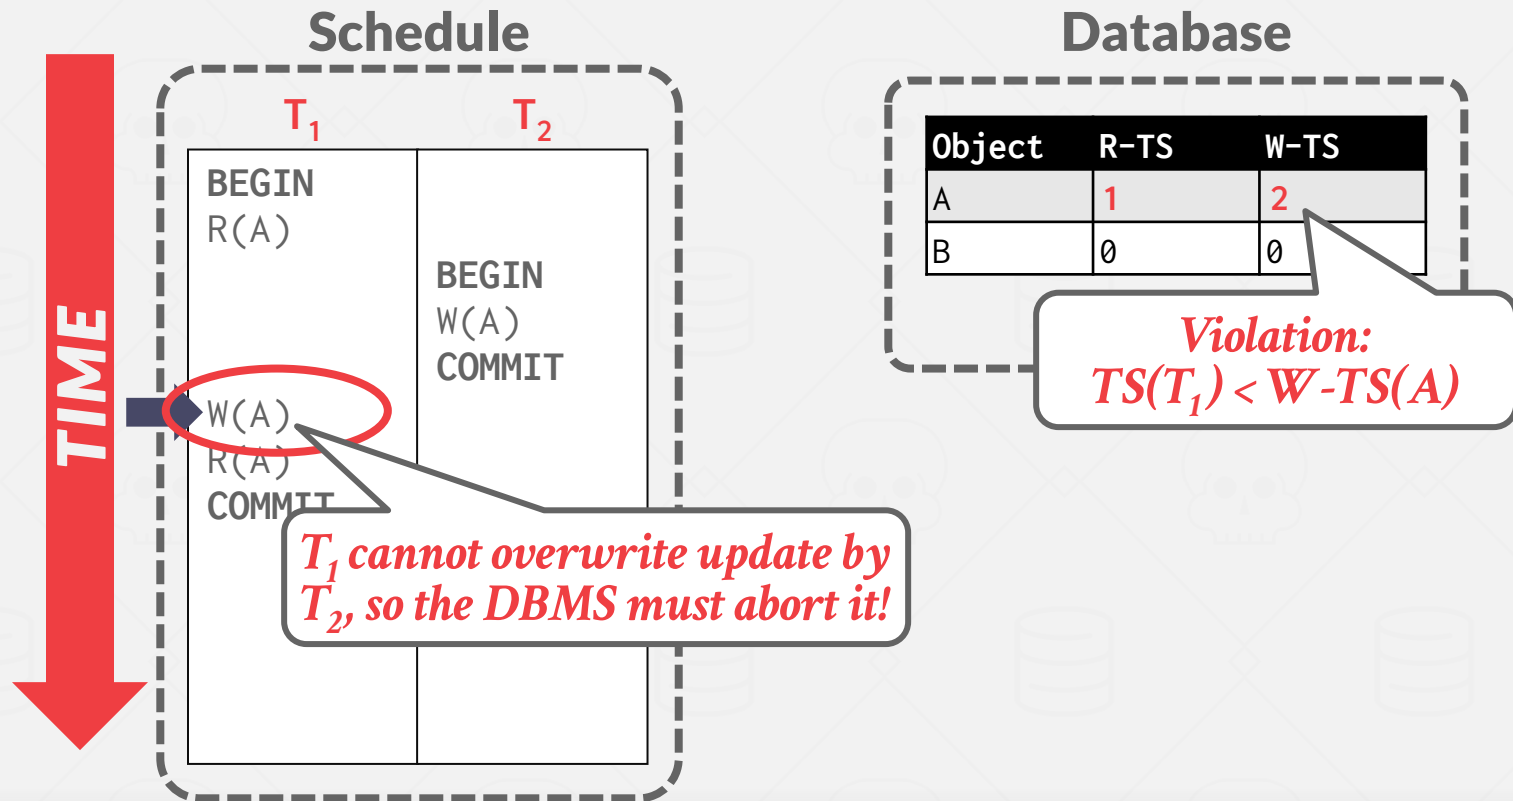 Schedule
Database
TIME
T1
T2
BEGIN
R(A)
BEGIN
W(A)
COMMIT
W(A)
R(A)
COMMIT
T1 cannot overwrite update by
T2, so the DBMS must abort it!
Object R-TS W-TS
A 1 2
B 0 0
Violation:
TS(T1) < W-TS(A)